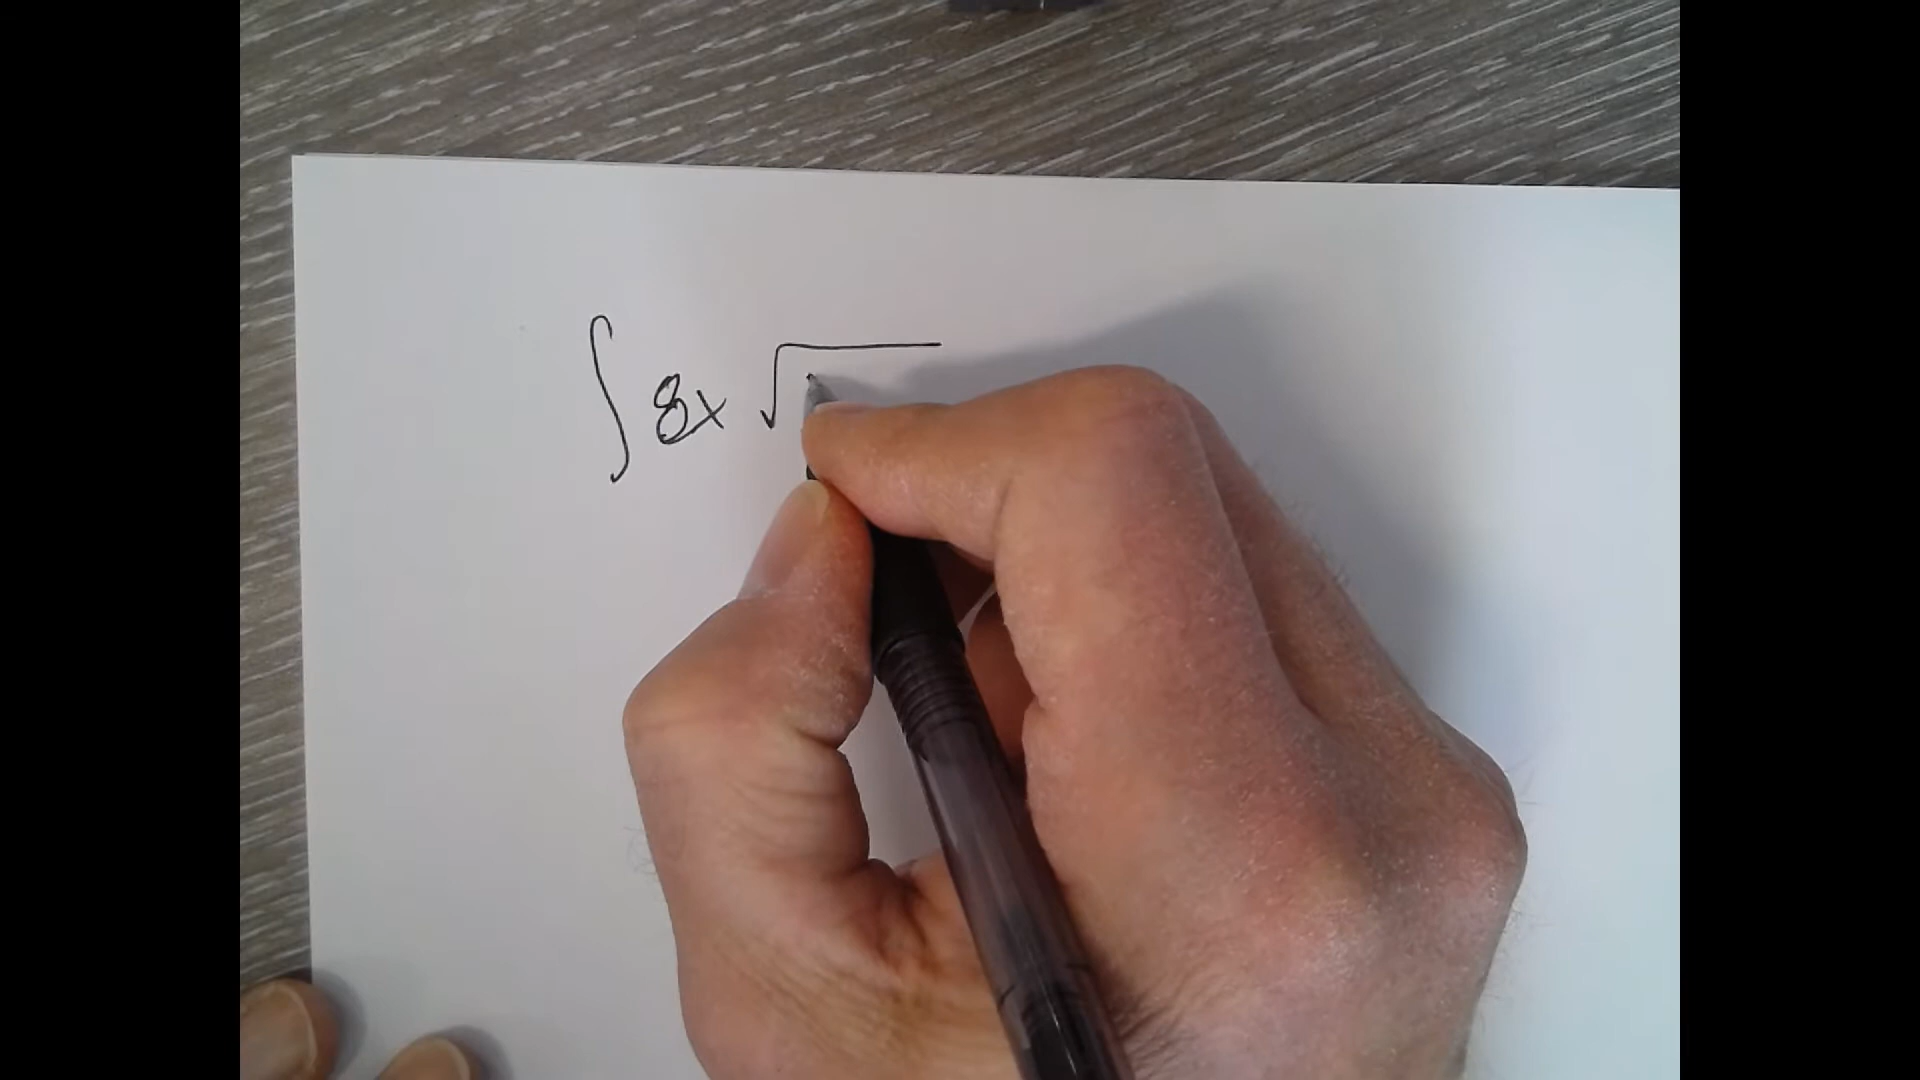 ∫ 8x √